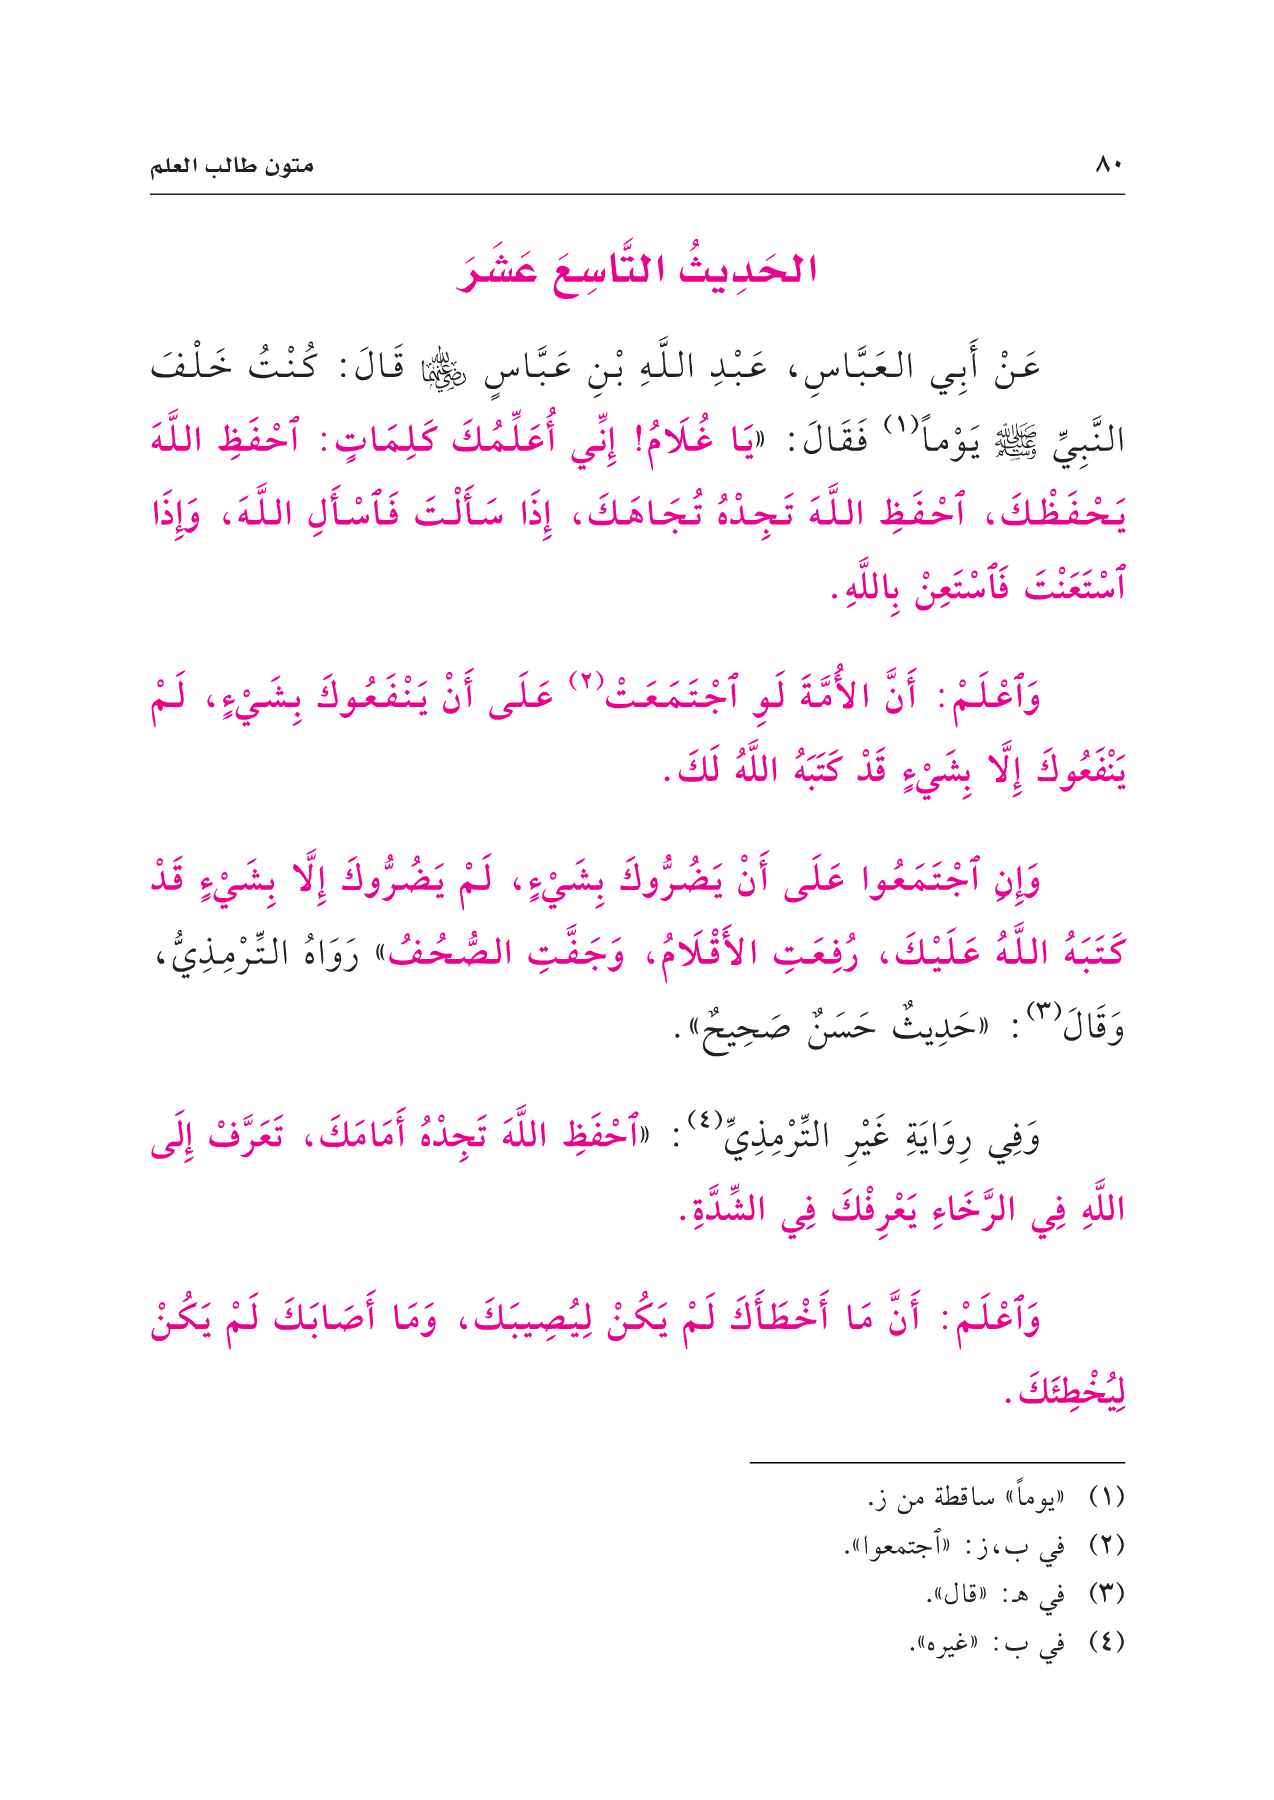 ٨٠ متون طالب العلم
الحَدِيثُ التَّاسِعَ عَشَرَ
عَنْ أَبِي العَبَّاسِ، عَبْدِ اللَّهِ بْنِ عَبَّاسٍ رضي الله عنهما قَالَ: كُنْتُ خَلْفَ
النَّبِيِّ ﷺ يَوْماً(١) فَقَالَ: «يَا غُلَامُ! إِنِّي أُعَلِّمُكَ كَلِمَاتٍ: ٱحْفَظِ اللَّهَ
يَحْفَظْكَ، ٱحْفَظِ اللَّهَ تَجِدْهُ تُجَاهَكَ، إِذَا سَأَلْتَ فَٱسْأَلِ اللَّهَ، وَإِذَا
ٱسْتَعَنْتَ فَٱسْتَعِنْ بِاللَّهِ.
وَٱعْلَمْ: أَنَّ الأُمَّةَ لَوِ ٱجْتَمَعَتْ(٢) عَلَى أَنْ يَنْفَعُوكَ بِشَيْءٍ، لَمْ
يَنْفَعُوكَ إِلَّا بِشَيْءٍ قَدْ كَتَبَهُ اللَّهُ لَكَ.
وَإِنِ ٱجْتَمَعُوا عَلَى أَنْ يَضُرُّوكَ بِشَيْءٍ، لَمْ يَضُرُّوكَ إِلَّا بِشَيْءٍ قَدْ
كَتَبَهُ اللَّهُ عَلَيْكَ، رُفِعَتِ الأَقْلَامُ، وَجَفَّتِ الصُّحُفُ» رَوَاهُ التِّرْمِذِيُّ،
وَقَالَ(٣): «حَدِيثٌ حَسَنٌ صَحِيحٌ».
وَفِي رِوَايَةِ غَيْرِ التِّرْمِذِيِّ(٤): «ٱحْفَظِ اللَّهَ تَجِدْهُ أَمَامَكَ، تَعَرَّفْ إِلَى
اللَّهِ فِي الرَّخَاءِ يَعْرِفْكَ فِي الشِّدَّةِ.
وَٱعْلَمْ: أَنَّ مَا أَخْطَأَكَ لَمْ يَكُنْ لِيُصِيبَكَ، وَمَا أَصَابَكَ لَمْ يَكُنْ
لِيُخْطِئَكَ.
(١) «يوماً» ساقطة من ز.
(٢) في ب،ز: «ٱجتمعوا».
(٣) في هـ: «قال».
(٤) في ب: «غيره».